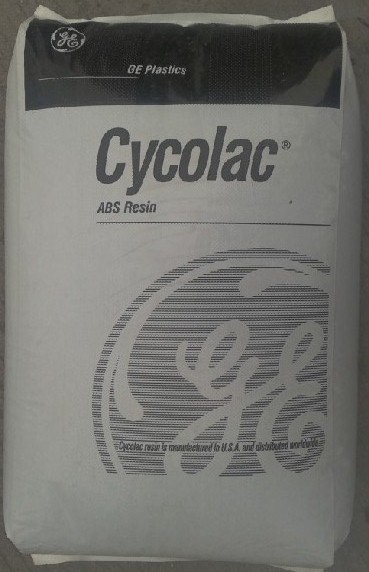 GE
GE Plastics
Cycolac®
ABS Resin
GE
Cycolac resin is manufactured in U.S.A. and distributed worldwide